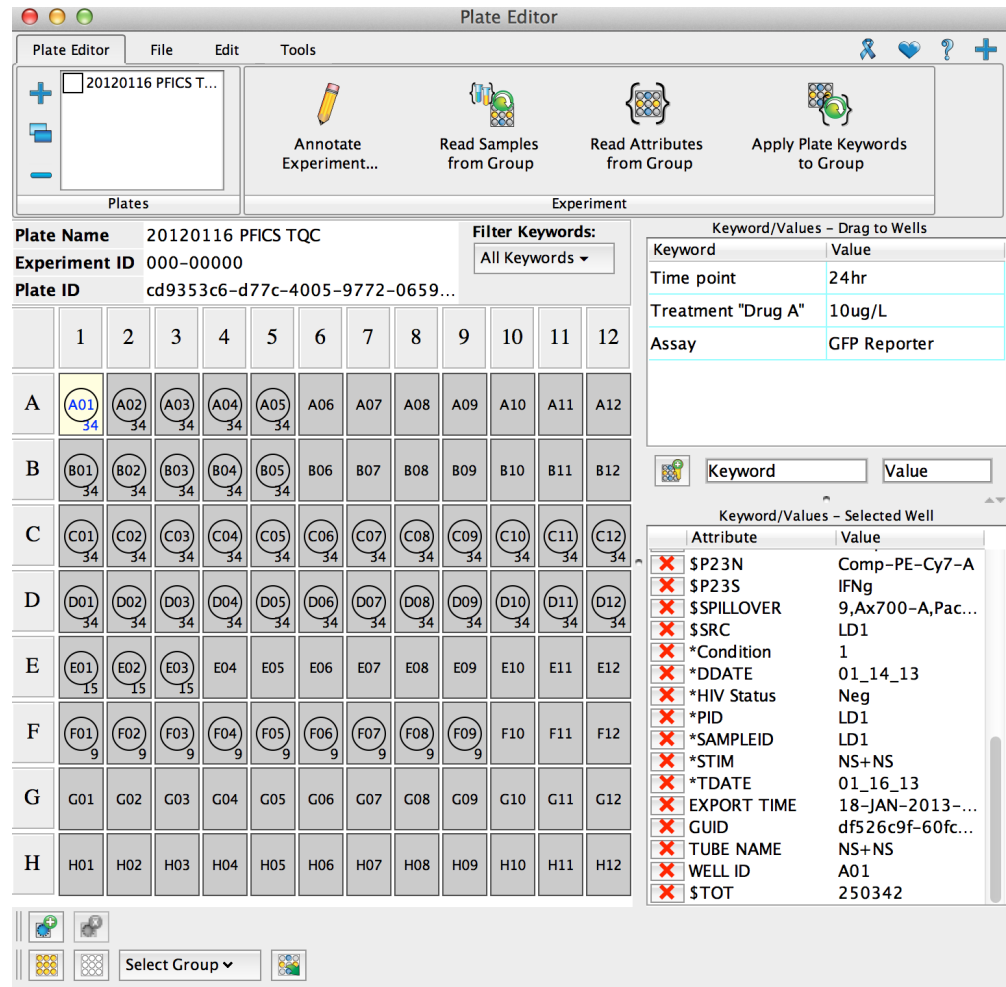 Plate Editor
Plate Editor File Edit Tools
20120116 PFICS T...
Annotate Experiment...
Read Samples from Group
Read Attributes from Group
Apply Plate Keywords to Group
Plates
Experiment
Plate Name 20120116 PFICS TQC
Experiment ID 000-00000
Plate ID cd9353c6-d77c-4005-9772-0659...
Filter Keywords:
All Keywords
1 2 3 4 5 6 7 8 9 10 11 12
A A01 A02 A03 A04 A05 A06 A07 A08 A09 A10 A11 A12
34 34 34 34 34
B B01 B02 B03 B04 B05 B06 B07 B08 B09 B10 B11 B12
34 34 34 34 34
C C01 C02 C03 C04 C05 C06 C07 C08 C09 C10 C11 C12
34 34 34 34 34 34 34 34 34 34 34 34
D D01 D02 D03 D04 D05 D06 D07 D08 D09 D10 D11 D12
34 34 34 34 34 34 34 34 34 34 34 34
E E01 E02 E03 E04 E05 E06 E07 E08 E09 E10 E11 E12
15 15 15
F F01 F02 F03 F04 F05 F06 F07 F08 F09 F10 F11 F12
9 9 9 9 9 9 9 9 9
G G01 G02 G03 G04 G05 G06 G07 G08 G09 G10 G11 G12
H H01 H02 H03 H04 H05 H06 H07 H08 H09 H10 H11 H12
Select Group
Keyword/Values - Drag to Wells
Keyword Value
Time point 24hr
Treatment "Drug A" 10ug/L
Assay GFP Reporter
Keyword Value
Keyword/Values - Selected Well
Attribute Value
$P23N Comp-PE-Cy7-A
$P23S IFNg
$SPILLOVER 9,Ax700-A,Pac...
$SRC LD1
*Condition 1
*DDATE 01_14_13
*HIV Status Neg
*PID LD1
*SAMPLEID LD1
*STIM NS+NS
*TDATE 01_16_13
EXPORT TIME 18-JAN-2013-...
GUID df526c9f-60fc...
TUBE NAME NS+NS
WELL ID A01
$TOT 250342